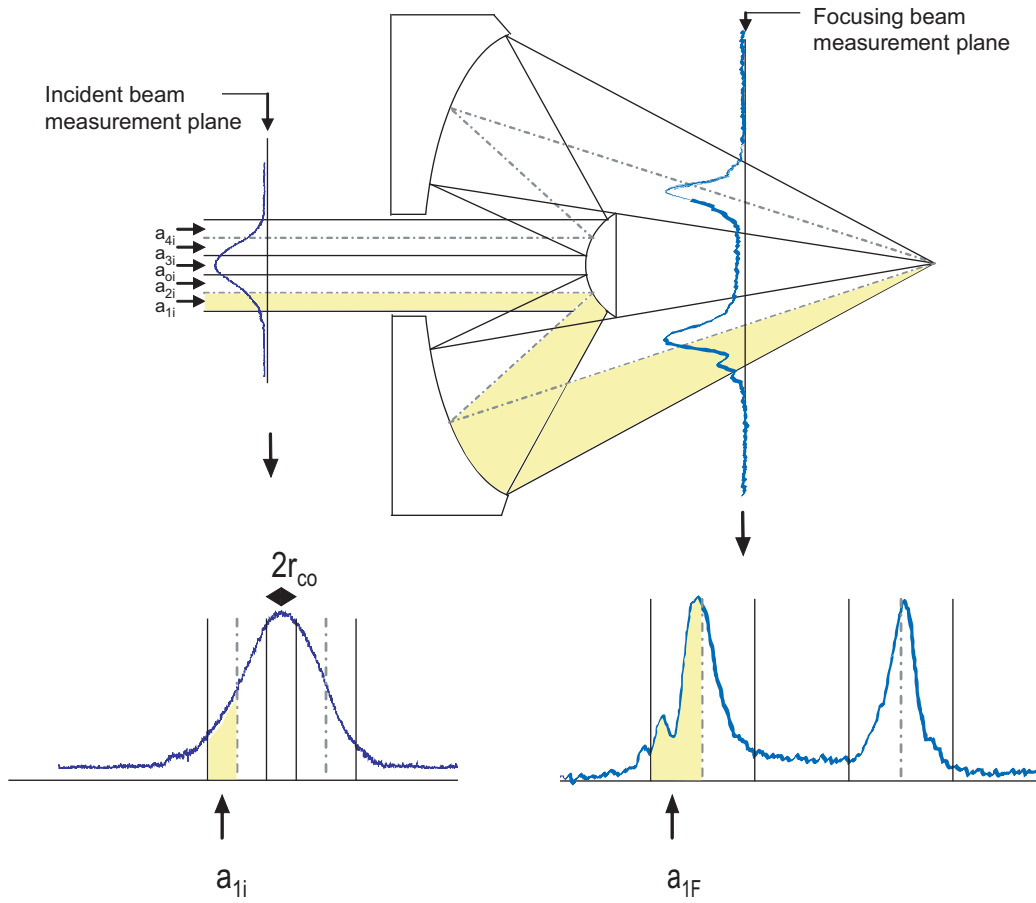 Focusing beam
measurement plane
Incident beam
measurement plane
a4i
a3i
aoi
a2i
a1i
2rco
a1i
a1F